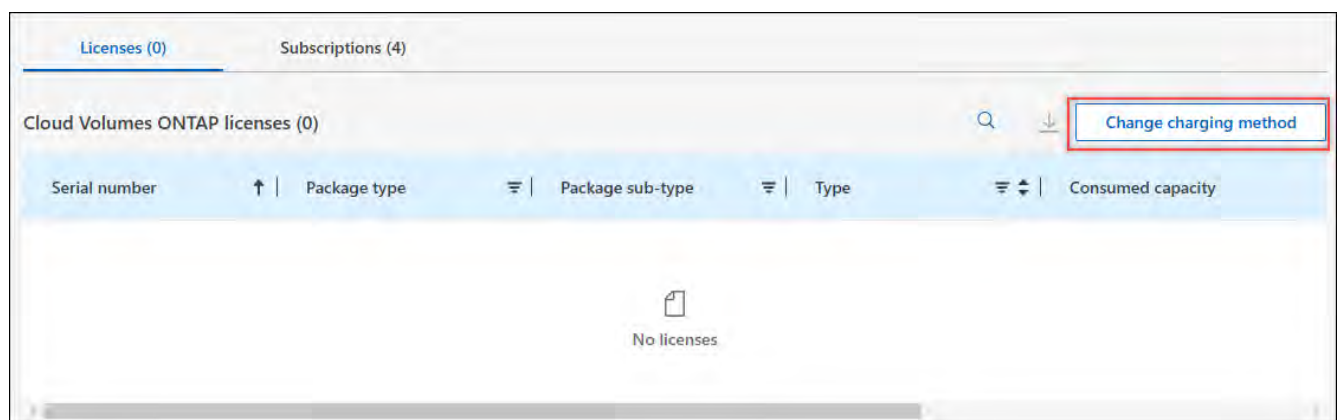 Licenses (0) Subscriptions (4)
Cloud Volumes ONTAP licenses (0) Change charging method
Serial number Package type Package sub-type Type Consumed capacity
No licenses